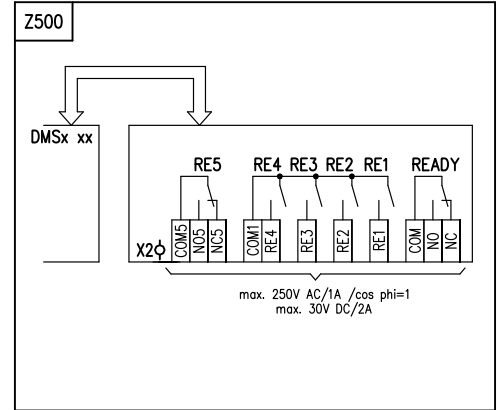 Z500
DMSx xx
RE5 RE4 RE3 RE2 RE1 READY
X2 COM5 NO5 NC5 COM1 RE4 RE3 RE2 RE1 COM NO NC
max. 250V AC/1A /cos phi=1
max. 30V DC/2A